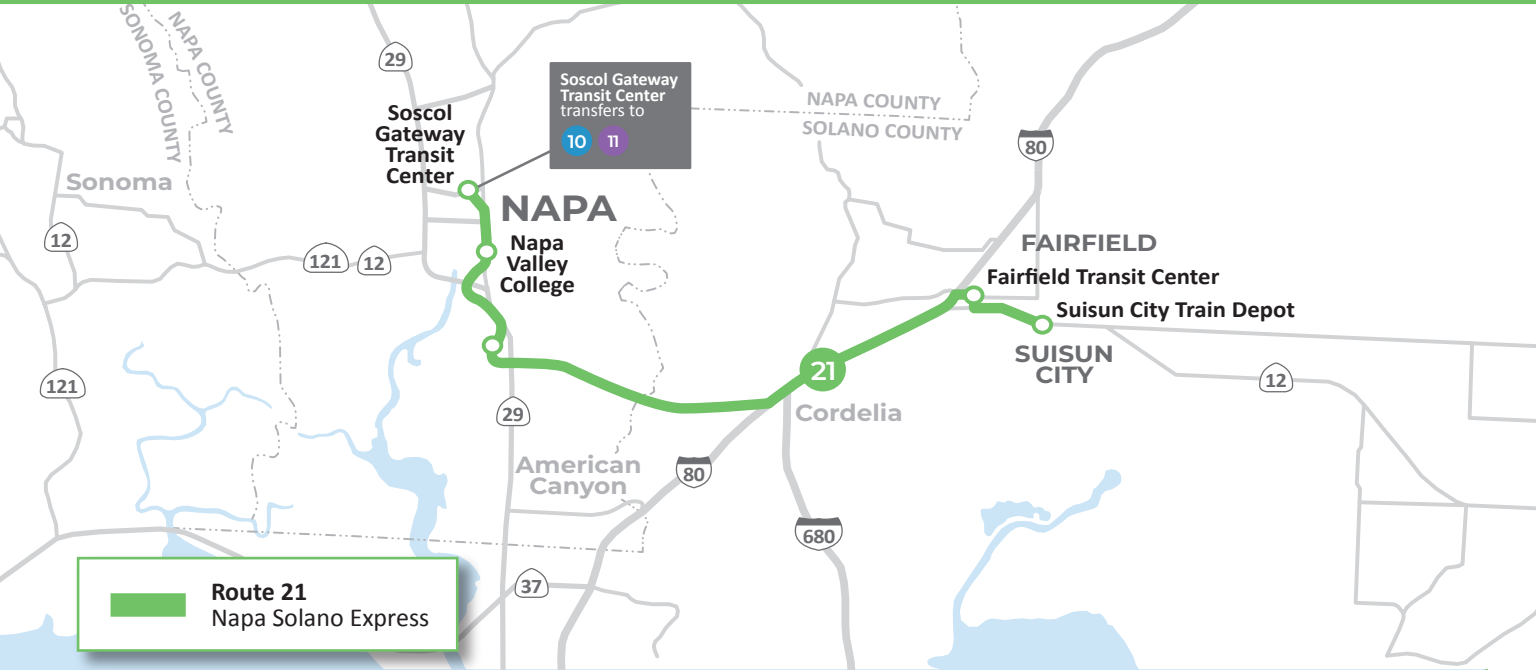 SONOMA COUNTY
NAPA COUNTY
29
Soscol Gateway
Transit Center
transfers to
10 11
NAPA COUNTY
SOLANO COUNTY
80
Soscol
Gateway
Transit
Center
Sonoma
NAPA
12
121 12
Napa
Valley
College
FAIRFIELD
Fairfield Transit Center
Suisun City Train Depot
SUISUN
CITY
21
12
121
29
Cordelia
American
Canyon
80
680
37
Route 21
Napa Solano Express